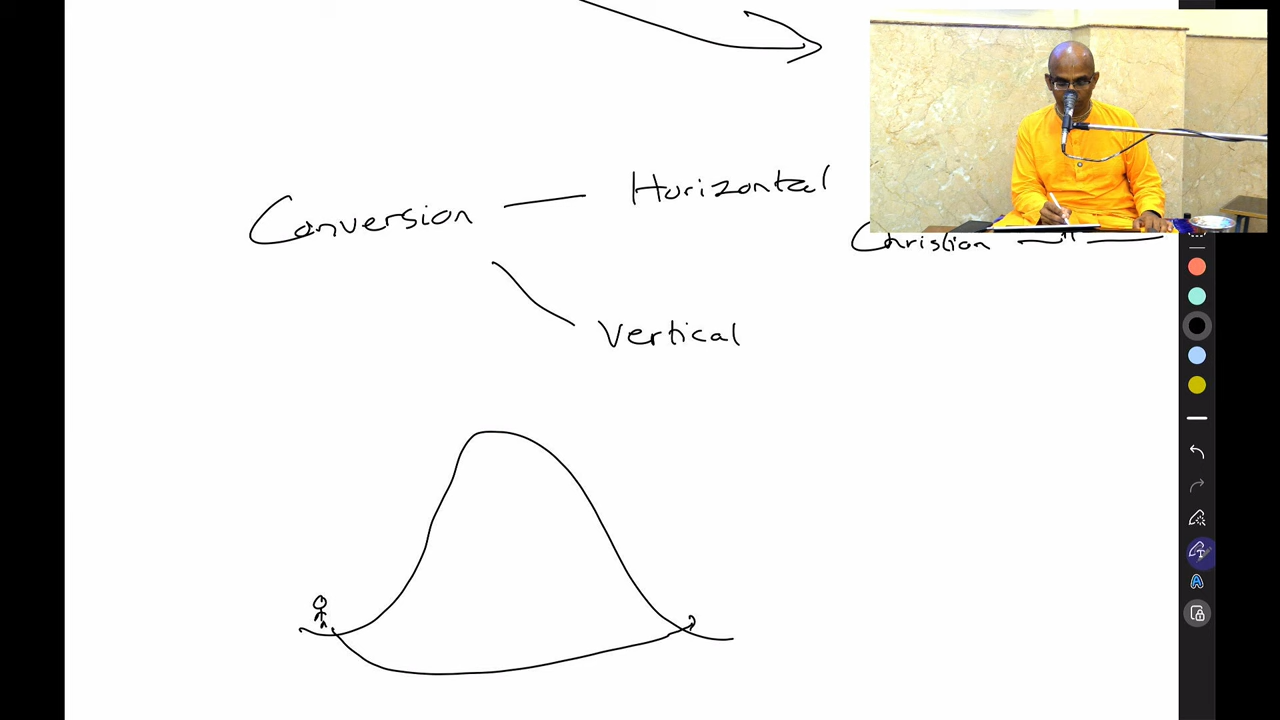 Conversion — Horizontal
Christian
Vertical